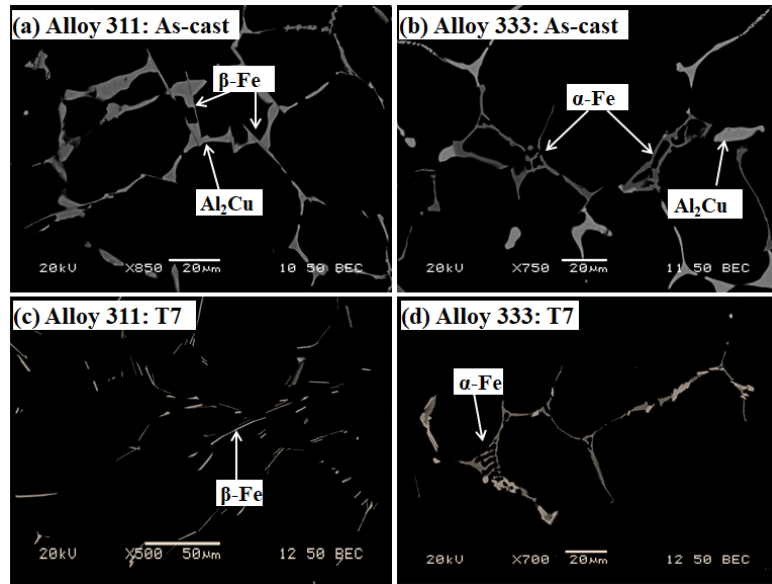 (a) Alloy 311: As-cast
β-Fe
Al₂Cu
20kV X850 20µm 10 50 BEC
(b) Alloy 333: As-cast
α-Fe
Al₂Cu
20kV X750 20µm 11 50 BEC
(c) Alloy 311: T7
β-Fe
20kV X500 50µm 12 50 BEC
(d) Alloy 333: T7
α-Fe
20kV X700 20µm 12 50 BEC